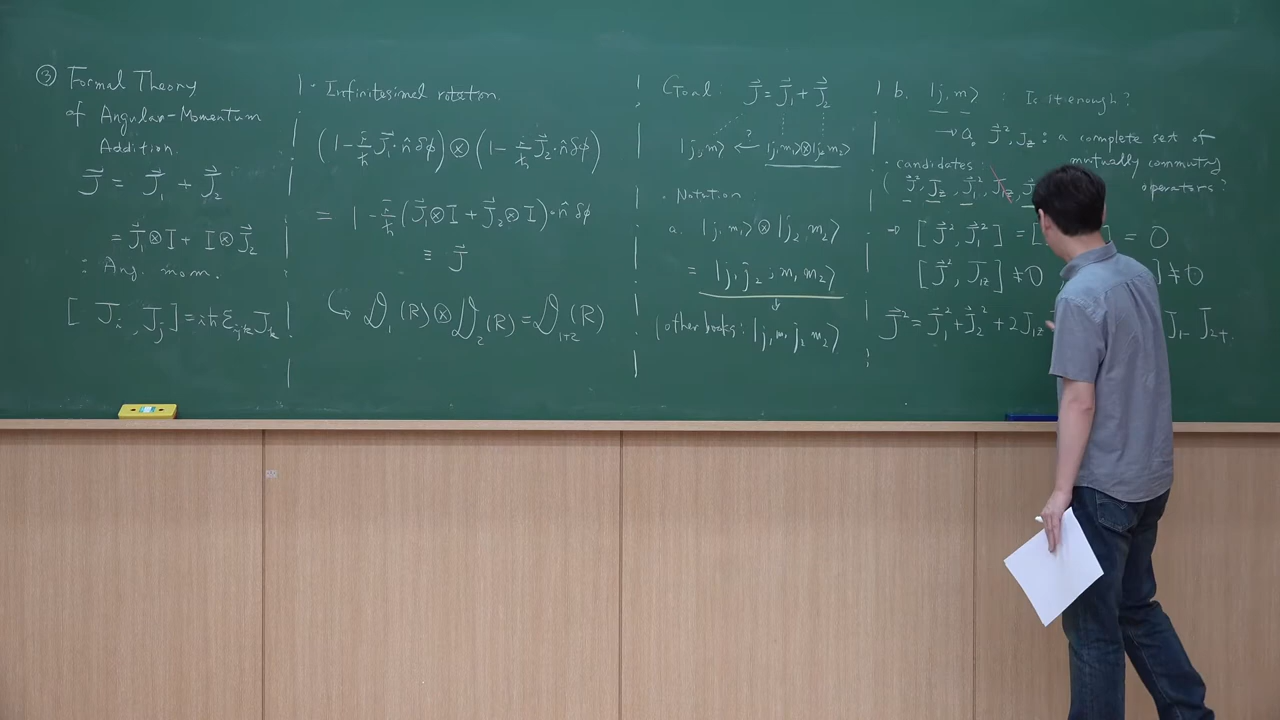 ③ Formal Theory
of Angular-Momentum
Addition.
J⃗ = J⃗₁ + J⃗₂
= J⃗₁⊗I + I⊗J⃗₂
: Ang. mom.
[Jᵢ, Jⱼ] = iħ εᵢⱼₖ Jₖ
· Infinitesimal rotation
(1 - i/ħ J⃗₁·n̂ δφ) ⊗ (1 - i/ħ J⃗₂·n̂ δφ)
= 1 - i/ħ (J⃗₁⊗I + J⃗₂⊗I)·n̂ δφ
≡ J⃗
↪ 𝒟₁(R)⊗𝒟₂(R) = 𝒟₁₊₂(R)
Goal: J⃗ = J⃗₁ + J⃗₂
|j, m⟩ ←? |j₁ m₁⟩⊗|j₂ m₂⟩
· Notation
a. |j₁ m₁⟩ ⊗ |j₂, m₂⟩
= |j₁ j₂ ; m₁ m₂⟩
(other books: |j₁ m₁ j₂ m₂⟩)
b. |j, m⟩ : Is it enough?
→ Q. J⃗², J_z : a complete set of
mutually commuting
operators?
· candidates :
( J⃗², J_z, J⃗₁², J₁z, J⃗
→ [J⃗², J⃗₁²] = [ ] = 0
[J⃗², J₁z] ≠ 0 ] ≠ 0
J⃗² = J⃗₁² + J⃗₂² + 2J₁z J₁₋ J₂₊